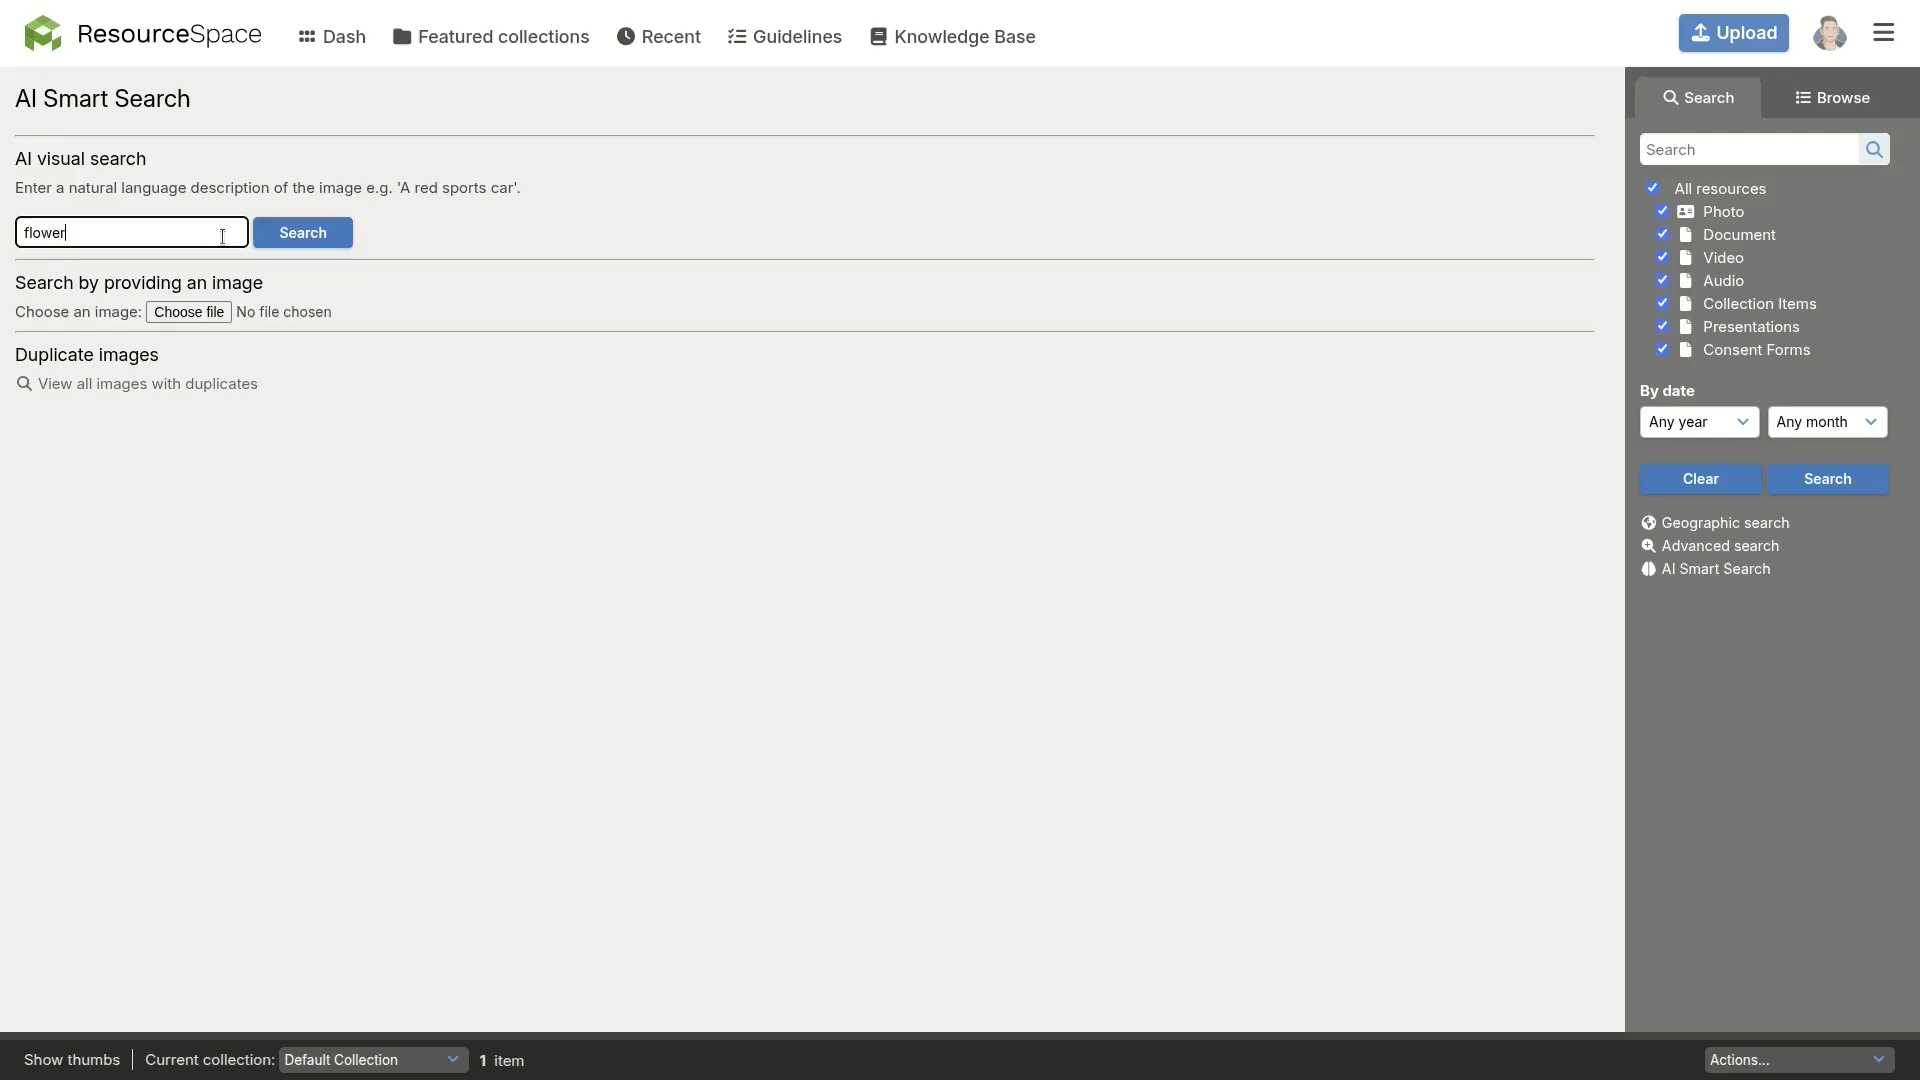 ResourceSpace
Dash
Featured collections
Recent
Guidelines
Knowledge Base
Upload
AI Smart Search
AI visual search
Enter a natural language description of the image e.g. 'A red sports car'.
flower
Search
Search by providing an image
Choose an image: Choose file No file chosen
Duplicate images
View all images with duplicates
Search
Browse
Search
All resources
Photo
Document
Video
Audio
Collection Items
Presentations
Consent Forms
By date
Any year
Any month
Clear
Search
Geographic search
Advanced search
AI Smart Search
Show thumbs
Current collection: Default Collection
1 item
Actions...